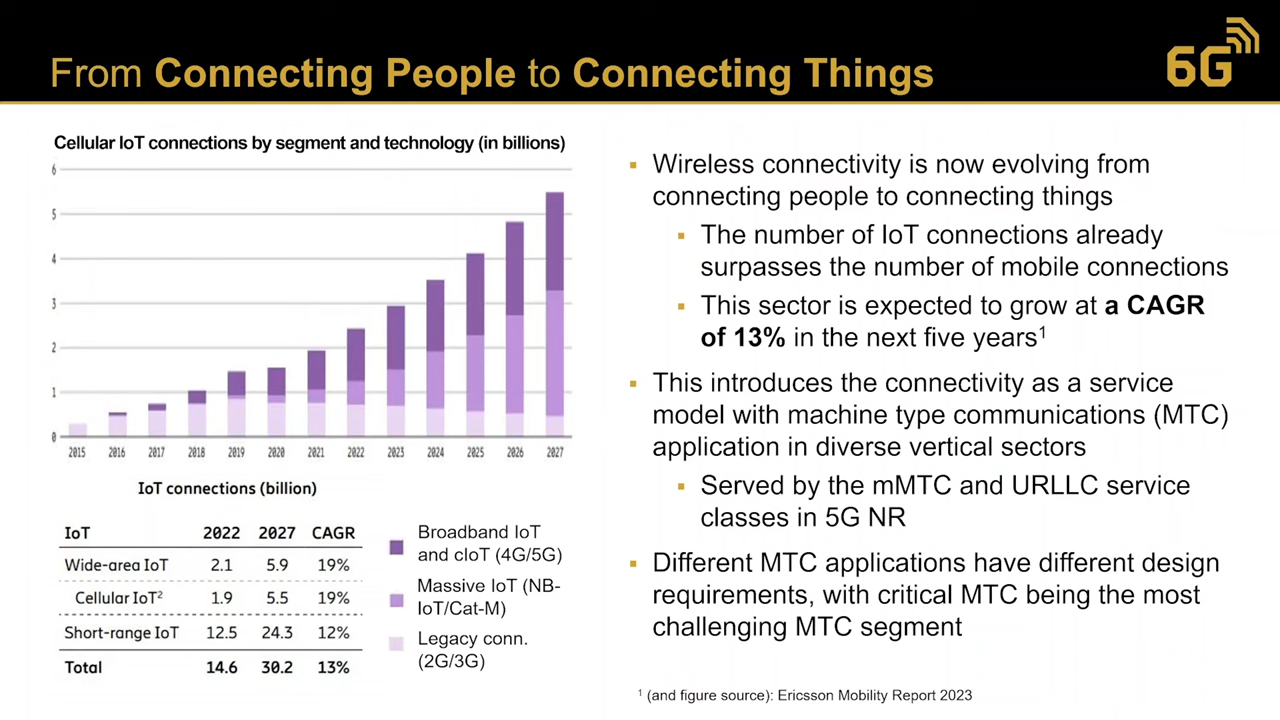 From Connecting People to Connecting Things
6G
Cellular IoT connections by segment and technology (in billions)
6
5
4
3
2
1
0
2015 2016 2017 2018 2019 2020 2021 2022 2023 2024 2025 2026 2027
IoT connections (billion)
IoT 2022 2027 CAGR
Wide-area IoT 2.1 5.9 19%
Cellular IoT² 1.9 5.5 19%
Short-range IoT 12.5 24.3 12%
Total 14.6 30.2 13%
Broadband IoT
and cIoT (4G/5G)
Massive IoT (NB-
IoT/Cat-M)
Legacy conn.
(2G/3G)
▪ Wireless connectivity is now evolving from
connecting people to connecting things
▪ The number of IoT connections already
surpasses the number of mobile connections
▪ This sector is expected to grow at a CAGR
of 13% in the next five years¹
▪ This introduces the connectivity as a service
model with machine type communications (MTC)
application in diverse vertical sectors
▪ Served by the mMTC and URLLC service
classes in 5G NR
▪ Different MTC applications have different design
requirements, with critical MTC being the most
challenging MTC segment
¹ (and figure source): Ericsson Mobility Report 2023